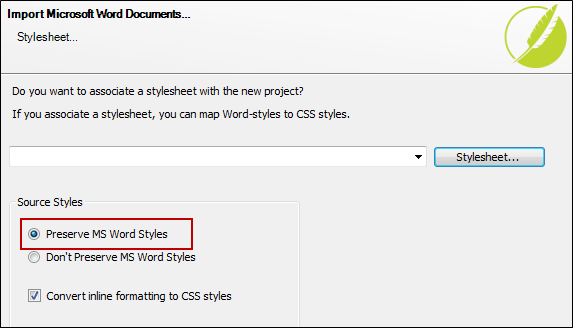 Import Microsoft Word Documents...
Stylesheet...
Do you want to associate a stylesheet with the new project?
If you associate a stylesheet, you can map Word-styles to CSS styles.
Stylesheet...
Source Styles
Preserve MS Word Styles
Don't Preserve MS Word Styles
Convert inline formatting to CSS styles